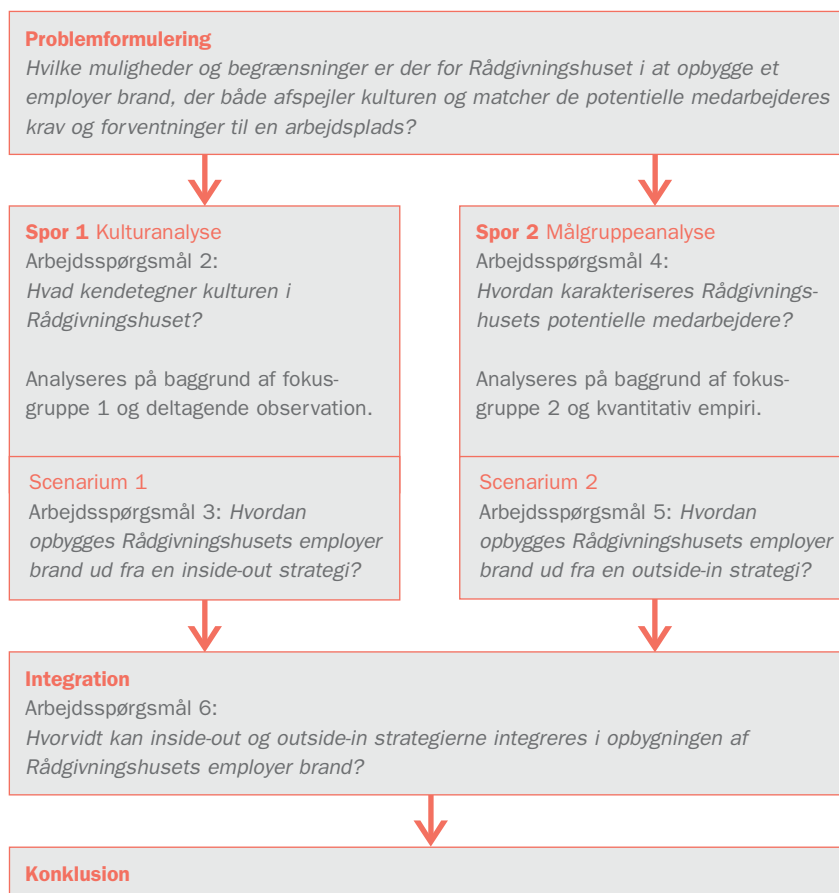 Problemformulering
Hvilke muligheder og begrænsninger er der for Rådgivningshuset i at opbygge et
employer brand, der både afspejler kulturen og matcher de potentielle medarbejderes
krav og forventninger til en arbejdsplads?
Spor 1 Kulturanalyse
Arbejdsspørgsmål 2:
Hvad kendetegner kulturen i
Rådgivningshuset?
Analyseres på baggrund af fokus-
gruppe 1 og deltagende observation.
Scenarium 1
Arbejdsspørgsmål 3: Hvordan
opbygges Rådgivningshusets employer
brand ud fra en inside-out strategi?
Spor 2 Målgruppeanalyse
Arbejdsspørgsmål 4:
Hvordan karakteriseres Rådgivnings-
husets potentielle medarbejdere?
Analyseres på baggrund af fokus-
gruppe 2 og kvantitativ empiri.
Scenarium 2
Arbejdsspørgsmål 5: Hvordan
opbygges Rådgivningshusets employer
brand ud fra en outside-in strategi?
Integration
Arbejdsspørgsmål 6:
Hvorvidt kan inside-out og outside-in strategierne integreres i opbygningen af
Rådgivningshusets employer brand?
Konklusion